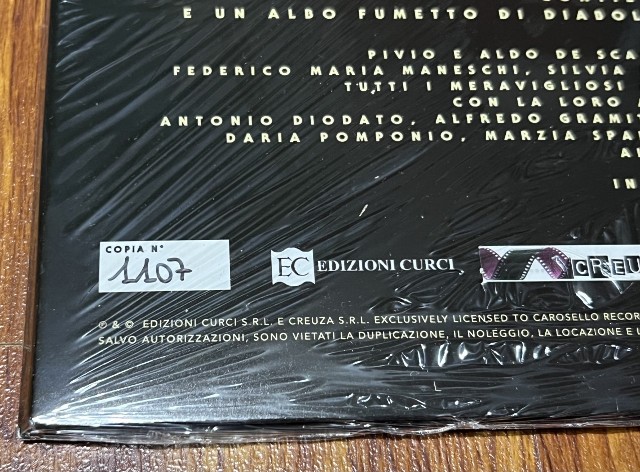 E UN ALBO FUMETTO DI DIABOL
PIVIO E ALDO DE SCA
FEDERICO MARIA MANESCHI, SILVIA
TUTTI I MERAVIGLIOSI
CON LA LORO
ANTONIO DIODATO, ALFREDO GRAMIT
DARIA POMPONIO, MARZIA SPA
IN
COPIA N°
1107
EC EDIZIONI CURCI
CREU
℗ & © EDIZIONI CURCI S.R.L. E CREUZA S.R.L. EXCLUSIVELY LICENSED TO CAROSELLO RECOR
SALVO AUTORIZZAZIONI, SONO VIETATI LA DUPLICAZIONE, IL NOLEGGIO, LA LOCAZIONE E